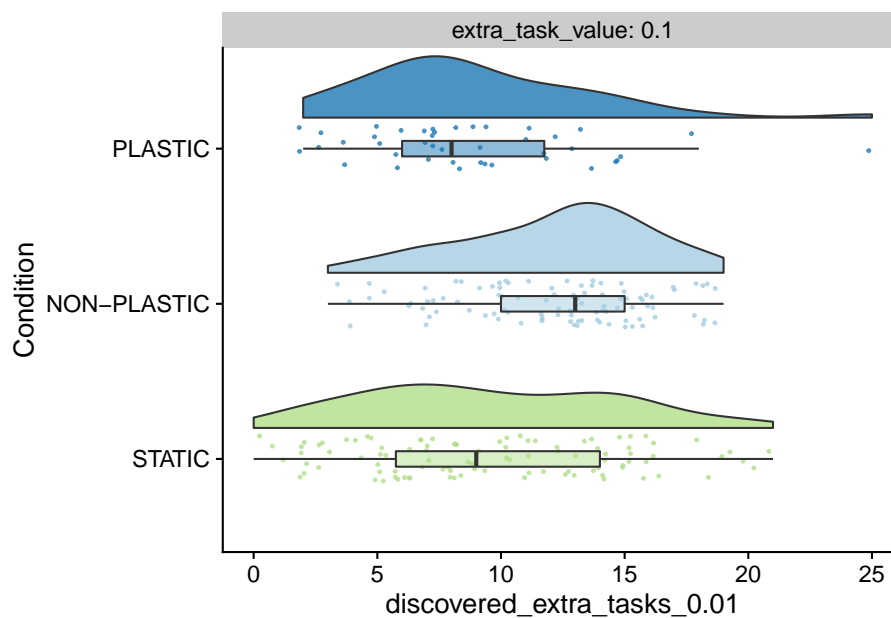 extra_task_value: 0.1
PLASTIC
NON−PLASTIC
STATIC
Condition
0 5 10 15 20 25
discovered_extra_tasks_0.01